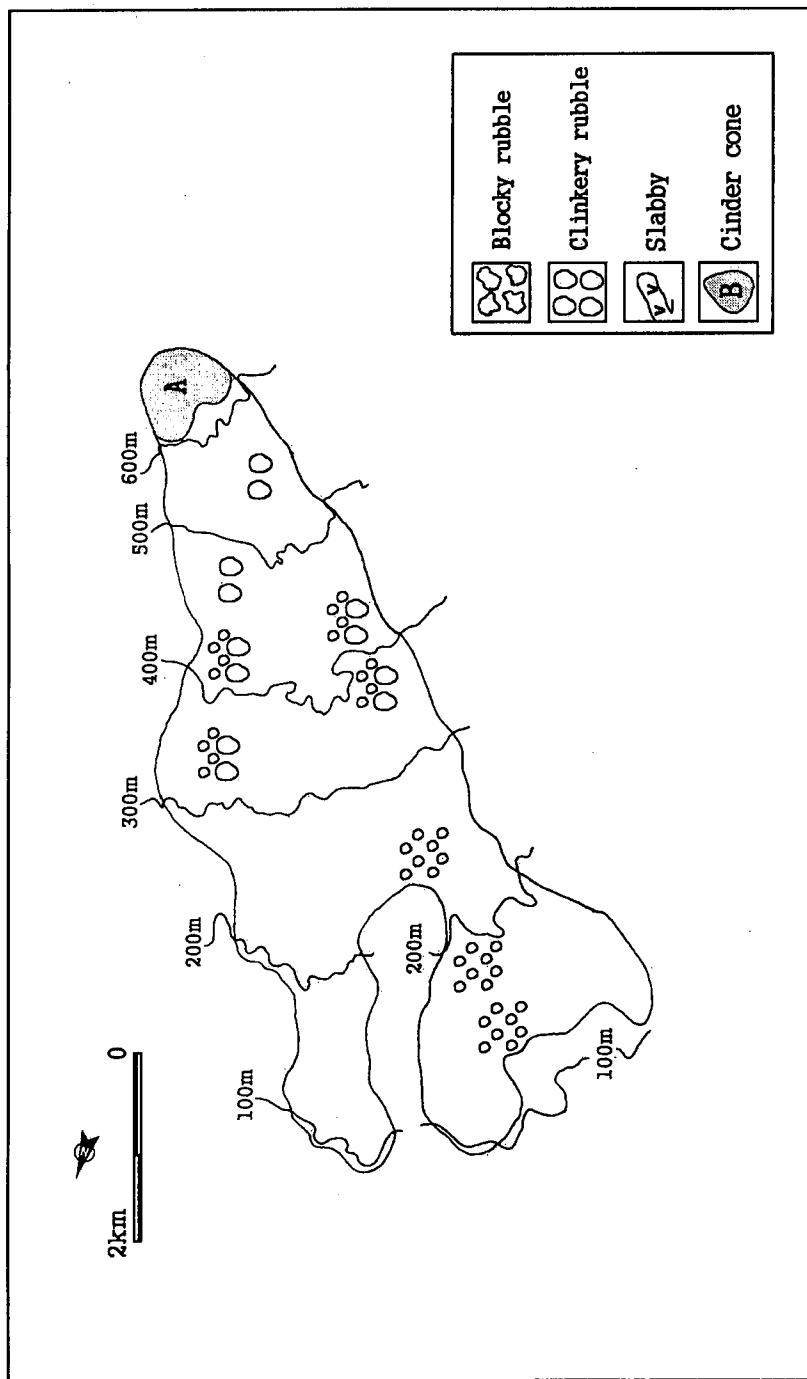 600m
500m
400m
300m
200m
100m
200m
100m
A
2km 0
N
Blocky rubble
Clinkery rubble
V V
Slabby
B
Cinder cone